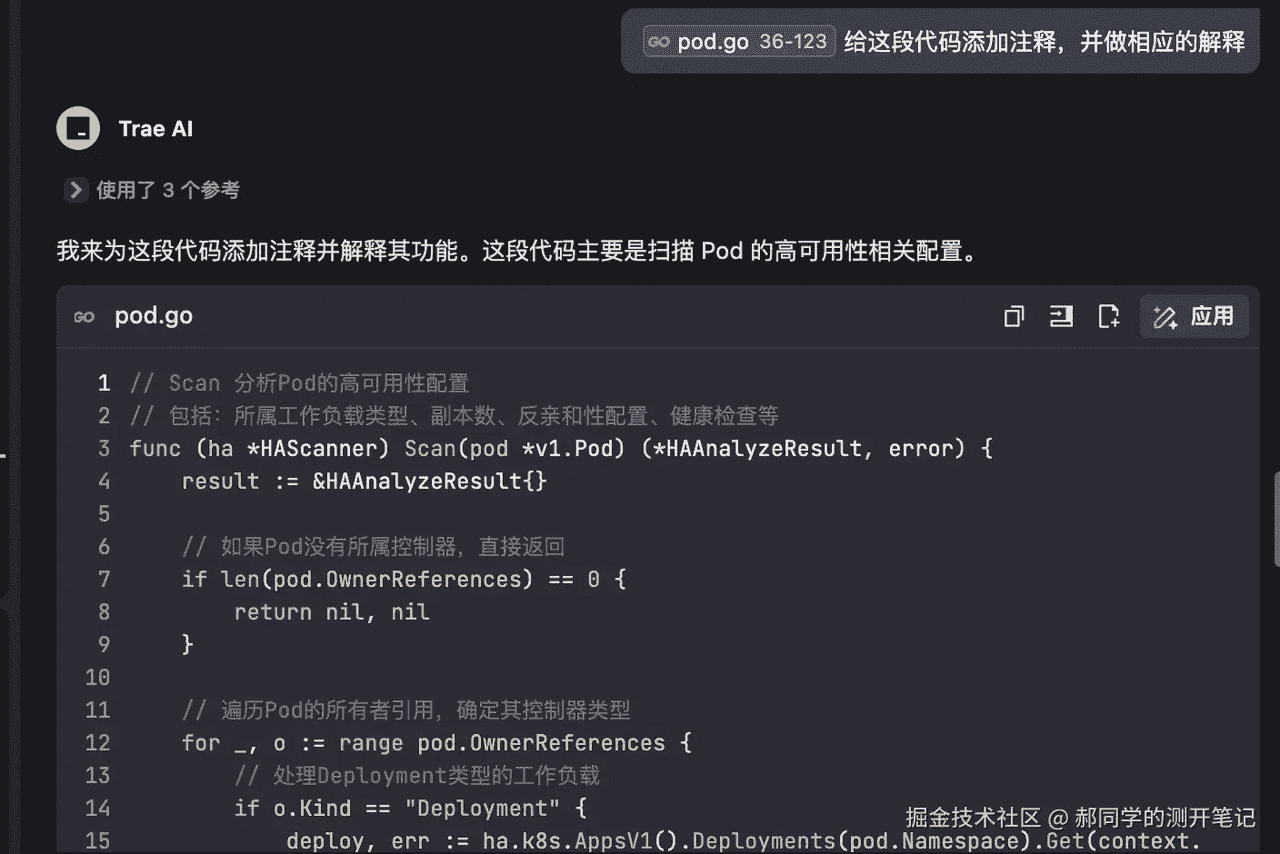 GO pod.go 36-123 给这段代码添加注释，并做相应的解释
Trae AI
使用了 3 个参考
我来为这段代码添加注释并解释其功能。这段代码主要是扫描 Pod 的高可用性相关配置。
GO pod.go 应用
1 // Scan 分析Pod的高可用性配置
2 // 包括：所属工作负载类型、副本数、反亲和性配置、健康检查等
3 func (ha *HAScanner) Scan(pod *v1.Pod) (*HAAnalyzeResult, error) {
4 result := &HAAnalyzeResult{}
5
6 // 如果Pod没有所属控制器，直接返回
7 if len(pod.OwnerReferences) == 0 {
8 return nil, nil
9 }
10
11 // 遍历Pod的所有者引用，确定其控制器类型
12 for _, o := range pod.OwnerReferences {
13 // 处理Deployment类型的工作负载
14 if o.Kind == "Deployment" {
15 deploy, err := ha.k8s.AppsV1().Deployments(pod.Namespace).Get(context.
掘金技术社区 @ 郝同学的测开笔记